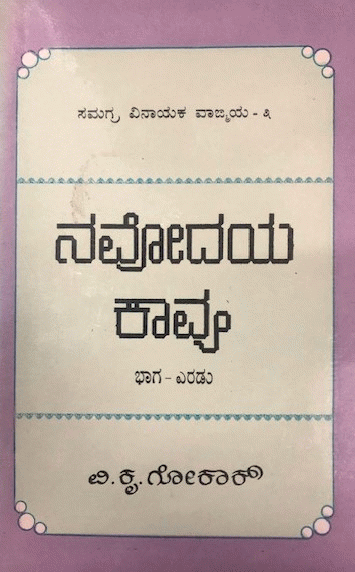 ಸಮಗ್ರ ವಿನಾಯಕ ವಾಙ್ಮಯ - ೩
ನವೋದಯ
ಕಾವ್ಯ
ಭಾಗ - ಎರಡು
ವಿ. ಕೃ. ಗೋಕಾಕ್